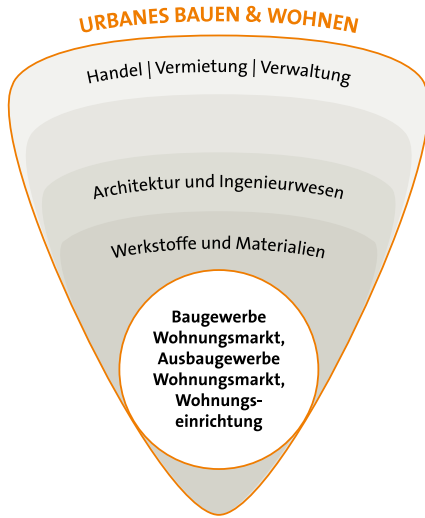 URBANES BAUEN & WOHNEN
Handel | Vermietung | Verwaltung
Architektur und Ingenieurwesen
Werkstoffe und Materialien
Baugewerbe
Wohnungsmarkt,
Ausbaugewerbe
Wohnungsmarkt,
Wohnungs-
einrichtung